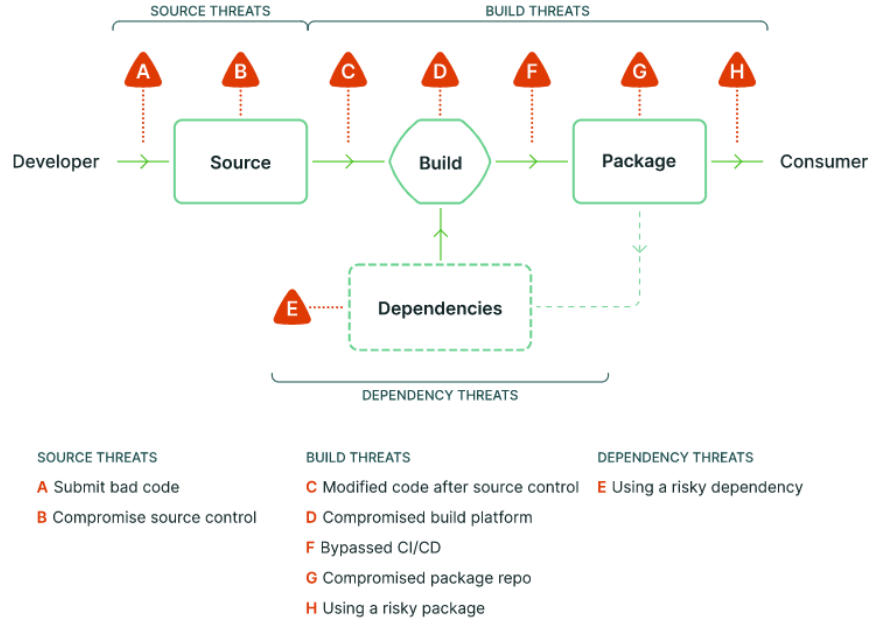 SOURCE THREATS
BUILD THREATS
A
B
C
D
F
G
H
Developer
Source
Build
Package
Consumer
E
Dependencies
DEPENDENCY THREATS
SOURCE THREATS
A Submit bad code
B Compromise source control
BUILD THREATS
C Modified code after source control
D Compromised build platform
F Bypassed CI/CD
G Compromised package repo
H Using a risky package
DEPENDENCY THREATS
E Using a risky dependency